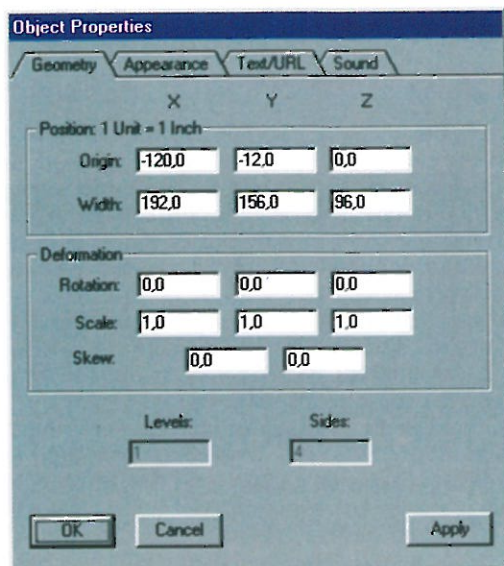 Object Properties
Geometry Appearance Text/URL Sound
X Y Z
Position: 1 Unit = 1 Inch
Origin: -120,0 -12,0 0,0
Width: 192,0 156,0 96,0
Deformation
Rotation: 0,0 0,0 0,0
Scale: 1,0 1,0 1,0
Skew: 0,0 0,0
Levels: Sides:
1 4
OK Cancel Apply